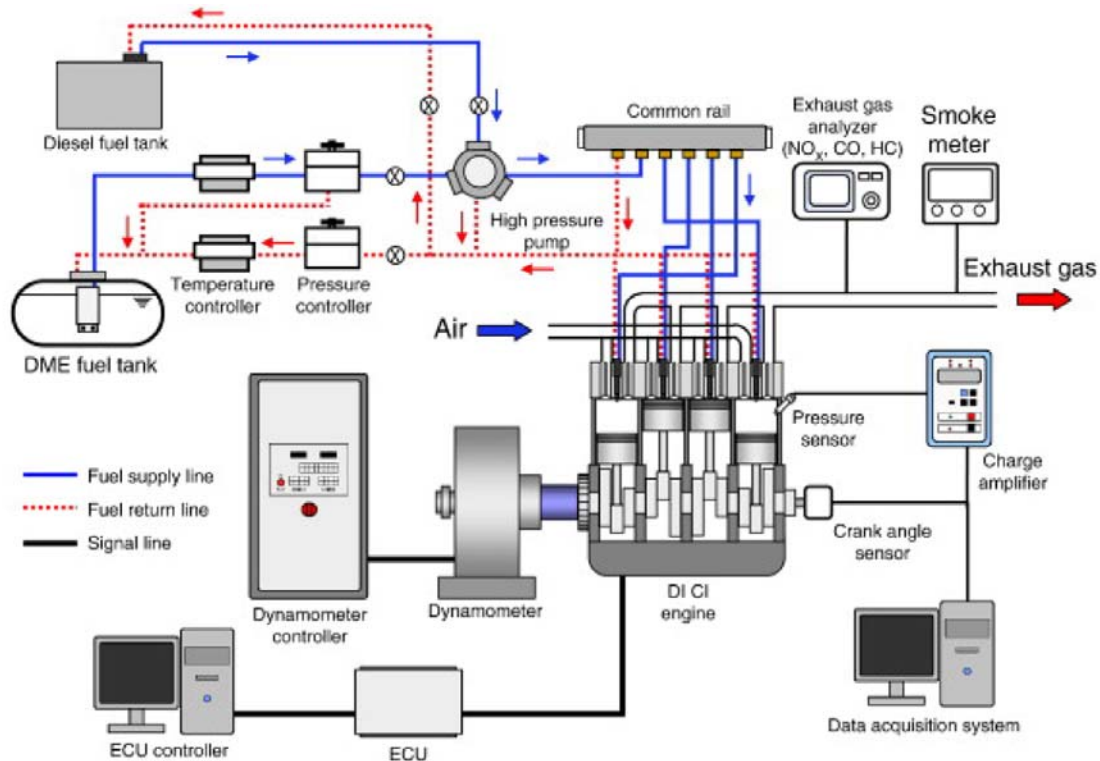 Diesel fuel tank
Common rail
Exhaust gas
analyzer
(NOx, CO, HC)
Smoke
meter
High pressure
pump
Temperature
controller
Pressure
controller
Exhaust gas
Air
DME fuel tank
Pressure
sensor
Charge
amplifier
Fuel supply line
Fuel return line
Signal line
Crank angle
sensor
Dynamometer
controller
Dynamometer
DI CI
engine
ECU controller
ECU
Data acquisition system